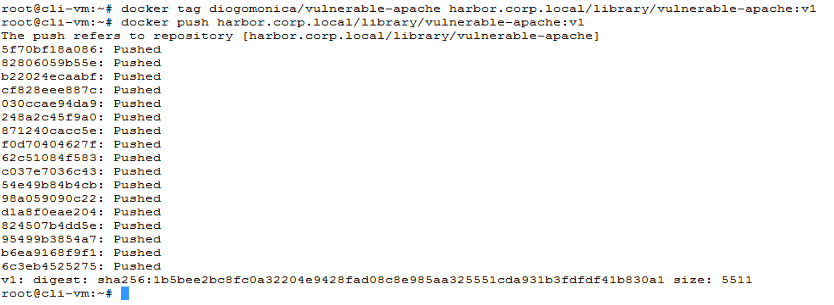 root@cli-vm:~# docker tag diogomonica/vulnerable-apache harbor.corp.local/library/vulnerable-apache:v1
root@cli-vm:~# docker push harbor.corp.local/library/vulnerable-apache:v1
The push refers to repository [harbor.corp.local/library/vulnerable-apache]
5f70bf18a086: Pushed
82806059b55e: Pushed
b22024ecaabf: Pushed
cf828eee887c: Pushed
030ccae94da9: Pushed
248a2c45f9a0: Pushed
871240cacc5e: Pushed
f0d70404627f: Pushed
62c51084f583: Pushed
c037e7036c43: Pushed
54e49b84b4cb: Pushed
98a059090c22: Pushed
d1a8f0eae204: Pushed
824507b4dd5e: Pushed
95499b3854a7: Pushed
b6ea9168f9f1: Pushed
6c3eb4525275: Pushed
v1: digest: sha256:1b5bee2bc8fc0a32204e9428fad08c8e985aa325551cda931b3fdfdf41b830a1 size: 5511
root@cli-vm:~#